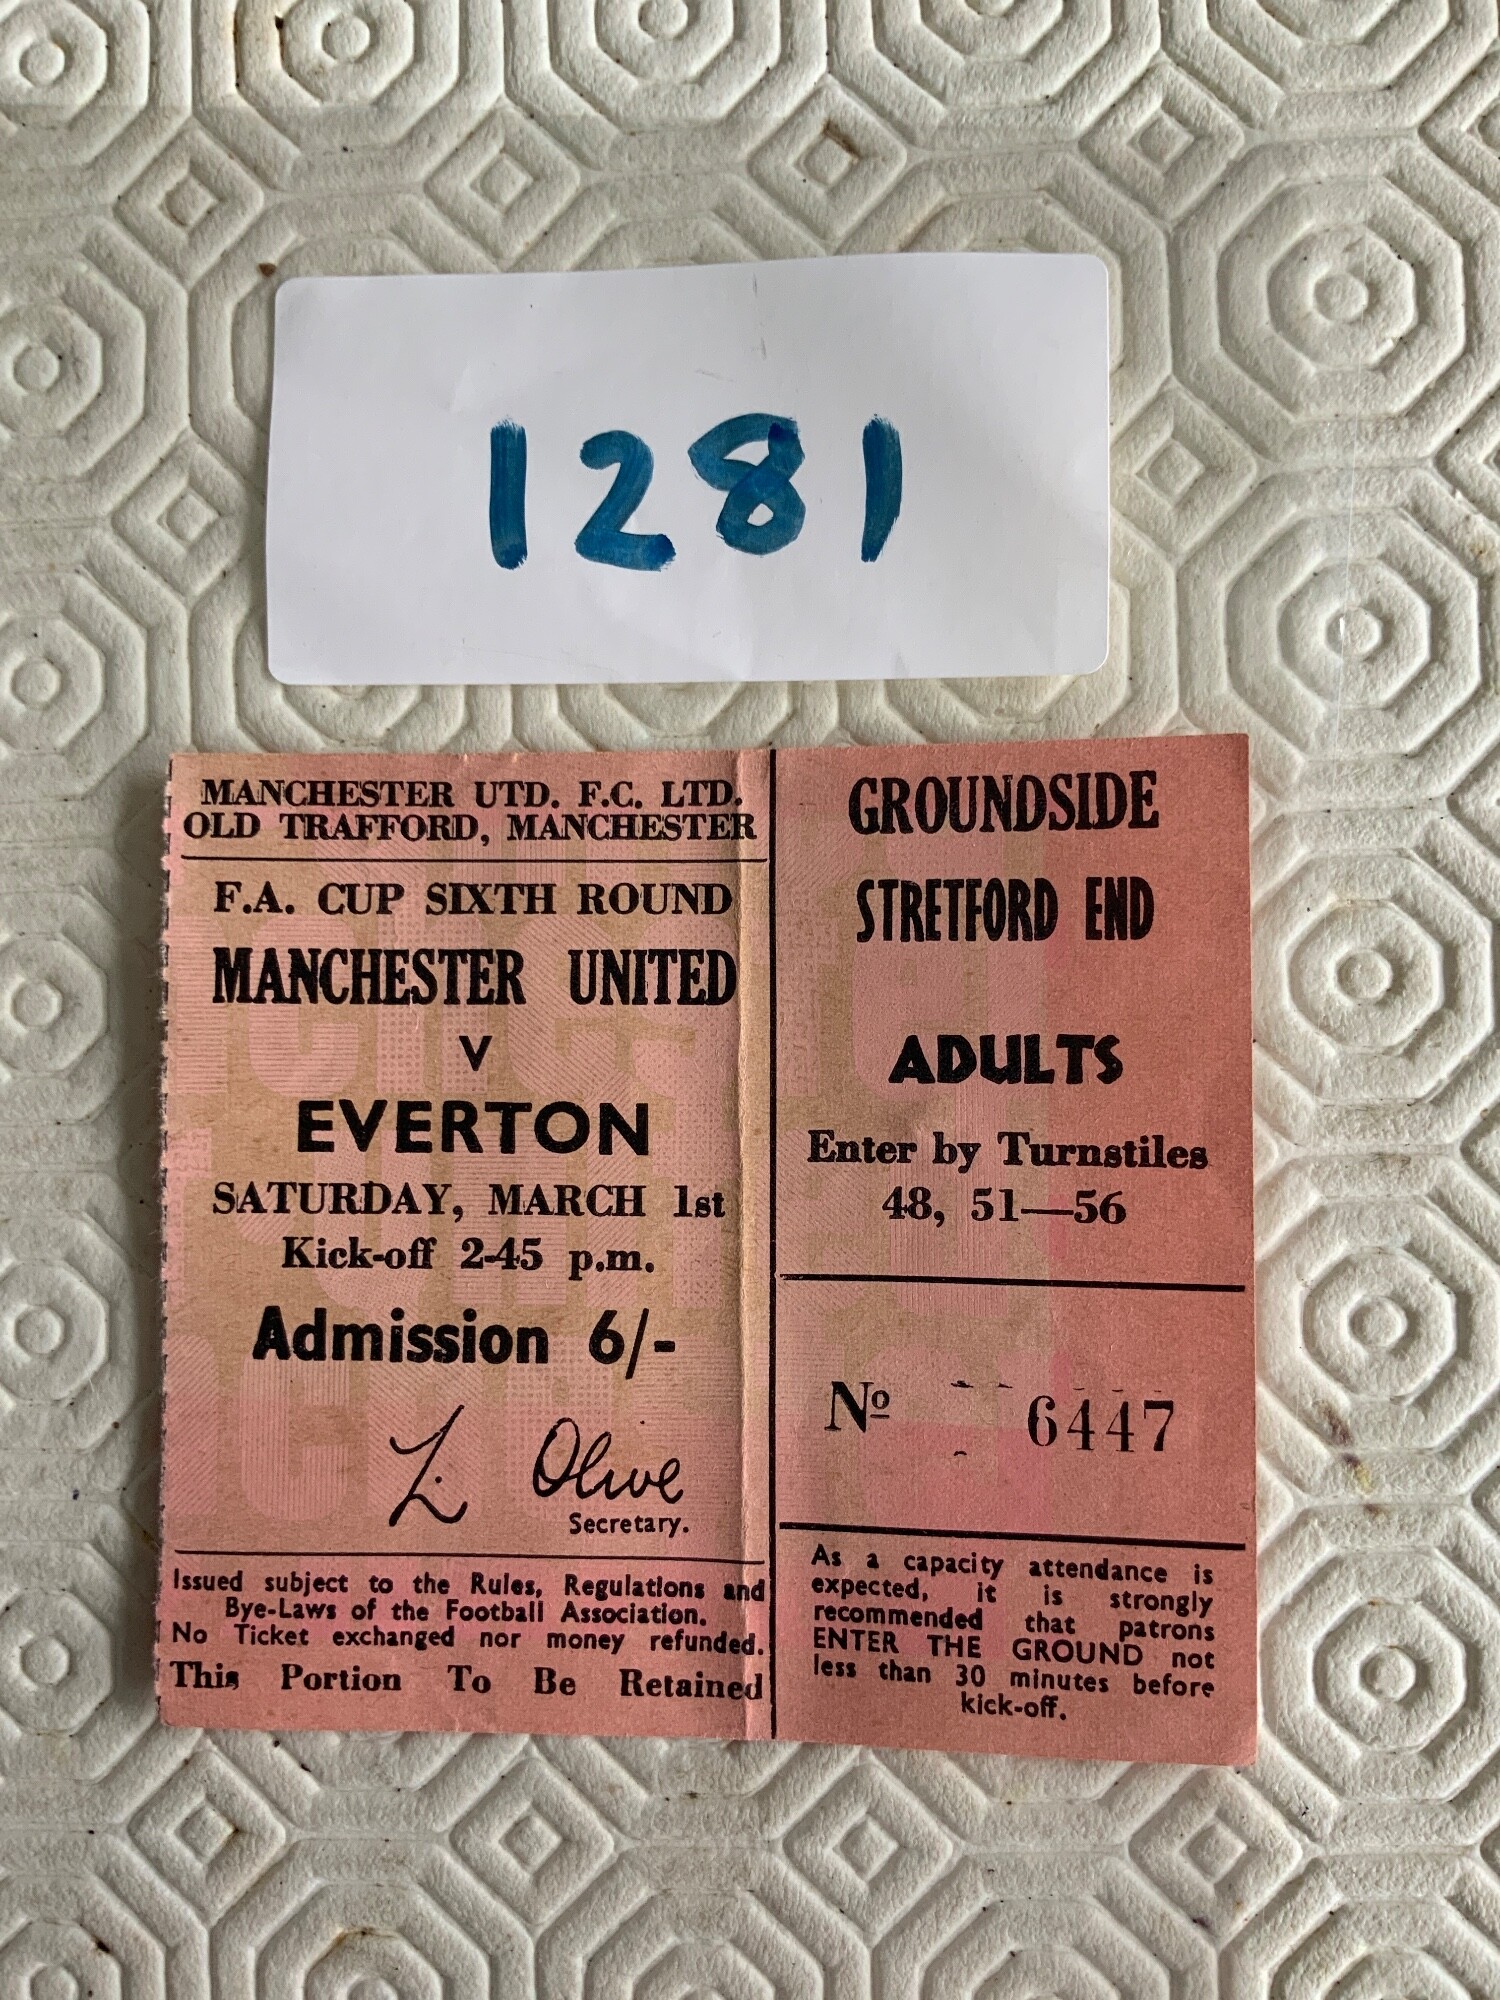 1281
MANCHESTER UTD. F.C. LTD.
OLD TRAFFORD, MANCHESTER
F.A. CUP SIXTH ROUND
MANCHESTER UNITED
v
EVERTON
SATURDAY, MARCH 1st
Kick-off 2-45 p.m.
Admission 6/-
L. Olive
Secretary.
Issued subject to the Rules, Regulations and
Bye-Laws of the Football Association.
No Ticket exchanged nor money refunded.
This Portion To Be Retained
GROUNDSIDE
STRETFORD END
ADULTS
Enter by Turnstiles
48, 51—56
Nº 6447
As a capacity attendance is
expected, it is strongly
recommended that patrons
ENTER THE GROUND not
less than 30 minutes before
kick-off.